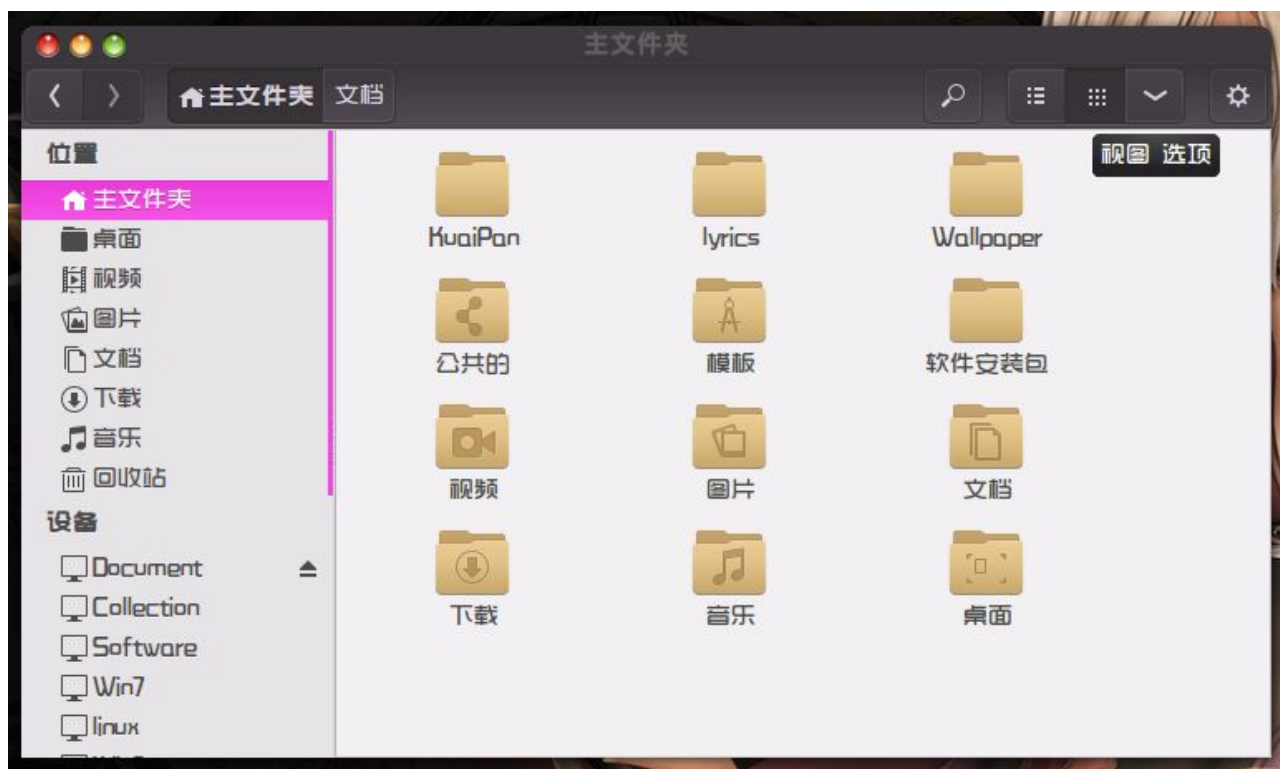 主文件夹
主文件夹 文档
视图 选项
位置
主文件夹
桌面
视频
图片
文档
下载
音乐
回收站
设备
Document
Collection
Software
Win7
linux
KuaiPan lyrics Wallpaper
公共的 模板 软件安装包
视频 图片 文档
下载 音乐 桌面